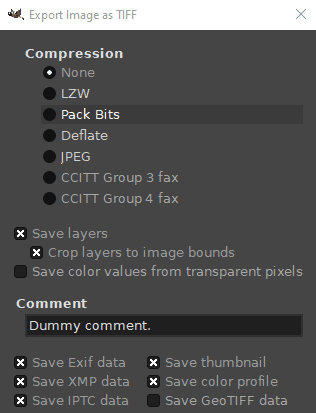 Export Image as TIFF
Compression
None
LZW
Pack Bits
Deflate
JPEG
CCITT Group 3 fax
CCITT Group 4 fax
Save layers
Crop layers to image bounds
Save color values from transparent pixels
Comment
Dummy comment.
Save Exif data Save thumbnail
Save XMP data Save color profile
Save IPTC data Save GeoTIFF data